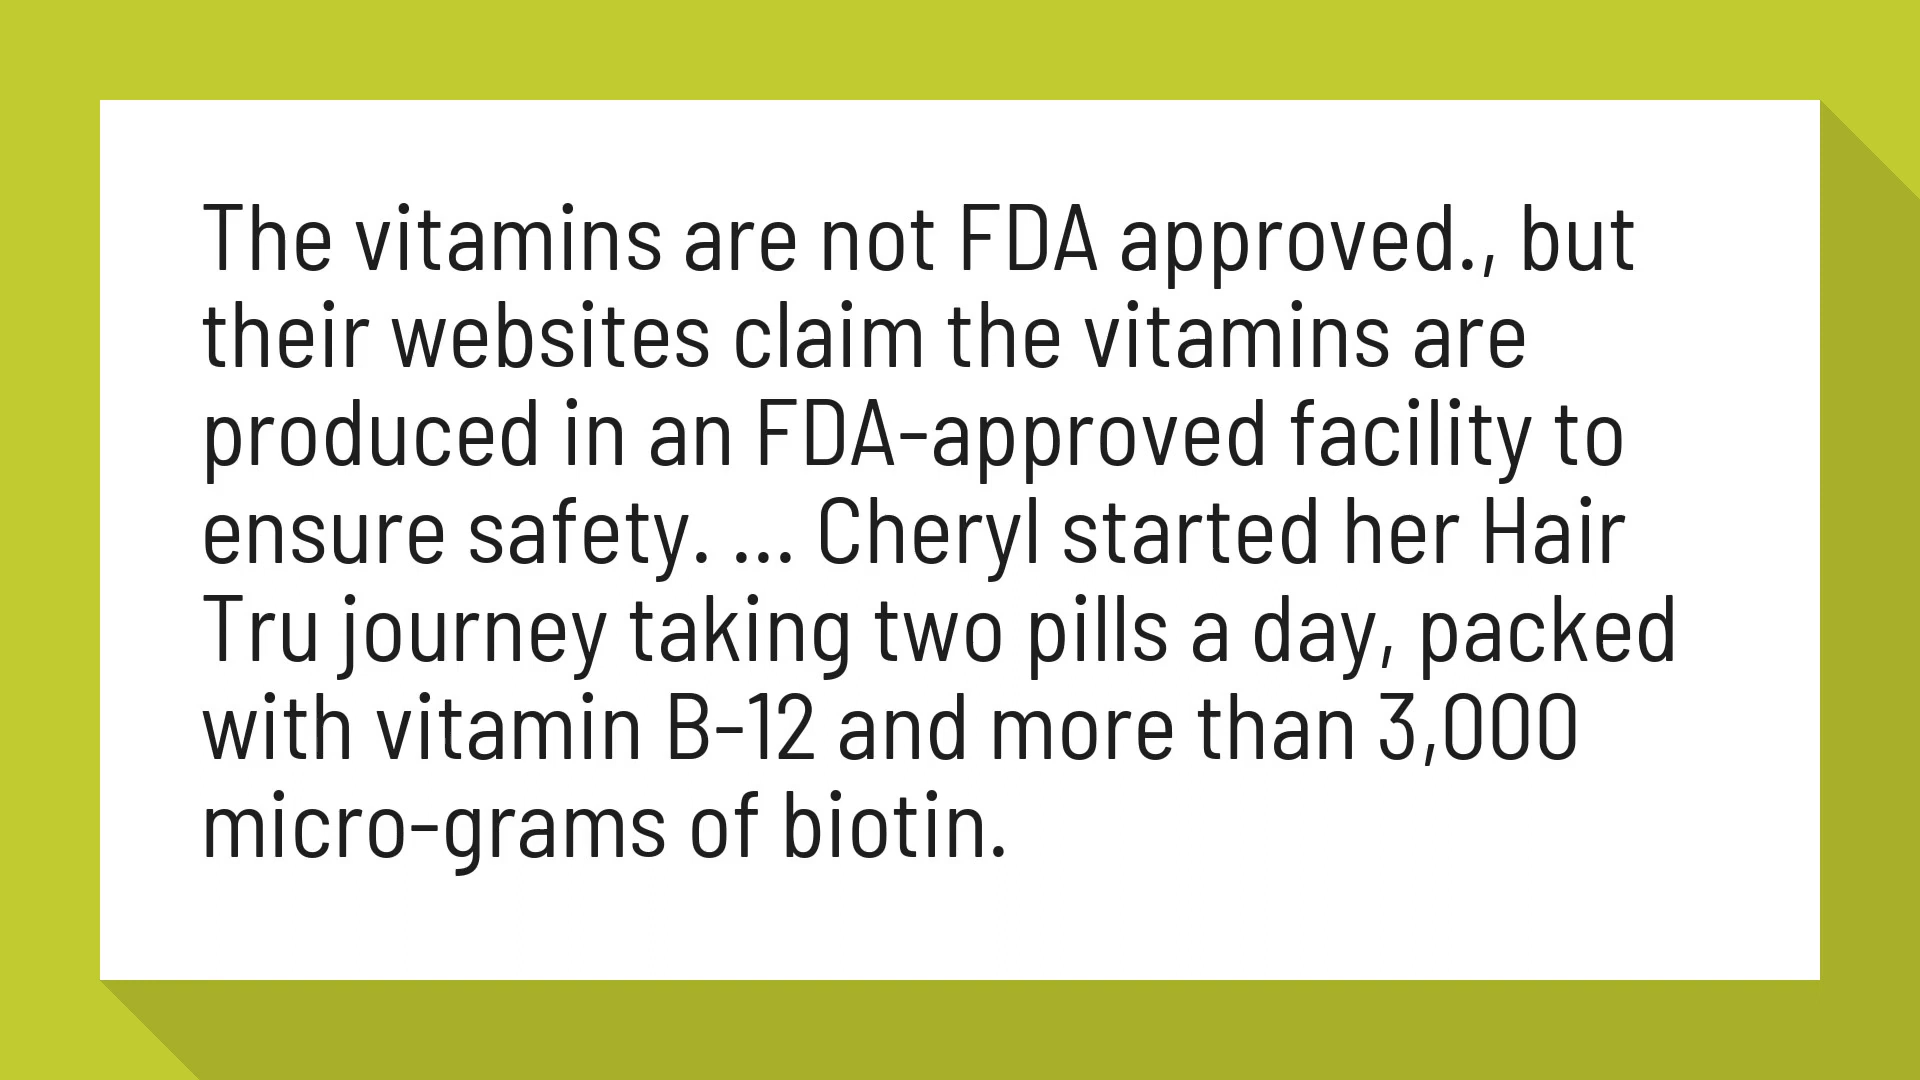 The vitamins are not FDA approved., but
their websites claim the vitamins are
produced in an FDA-approved facility to
ensure safety. ... Cheryl started her Hair
Tru journey taking two pills a day, packed
with vitamin B-12 and more than 3,000
micro-grams of biotin.